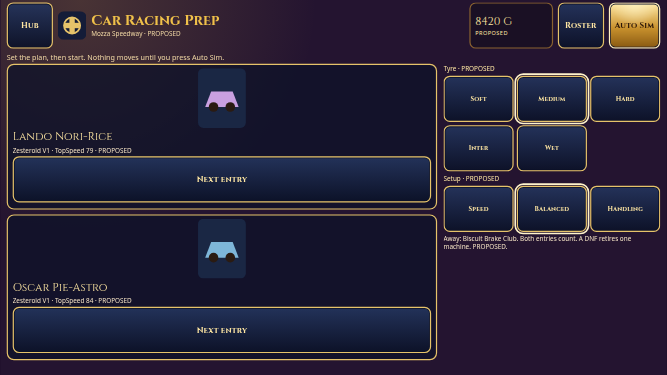 HUB
CAR RACING PREP
Mozza Speedway · PROPOSED
8420 G
PROPOSED
ROSTER
AUTO SIM
Set the plan, then start. Nothing moves until you press Auto Sim.
LANDO NORI-RICE
Zesteroid V1 · TopSpeed 79 · PROPOSED
NEXT ENTRY
OSCAR PIE-ASTRO
Zesteroid V1 · TopSpeed 84 · PROPOSED
NEXT ENTRY
Tyre · PROPOSED
SOFT
MEDIUM
HARD
INTER
WET
Setup · PROPOSED
SPEED
BALANCED
HANDLING
Away: Biscuit Brake Club. Both entries count. A DNF retires one
machine. PROPOSED.